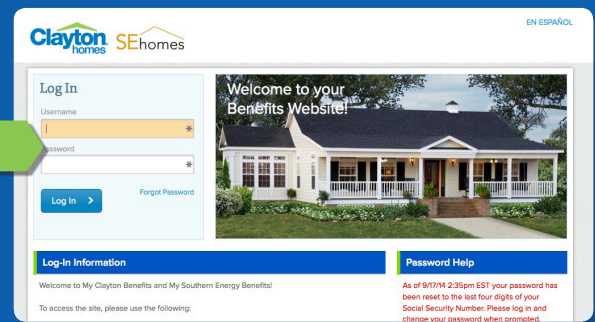 EN ESPAÑOL
Clayton homes
SEhomes
Log In
Username
Password
Log In
Forgot Password
Welcome to your
Benefits Website!
Log-In Information
Welcome to My Clayton Benefits and My Southern Energy Benefits!
To access the site, please use the following:
Password Help
As of 9/17/14 2:35pm EST your password has
been reset to the last four digits of your
Social Security Number. Please log in and
change your password when prompted.